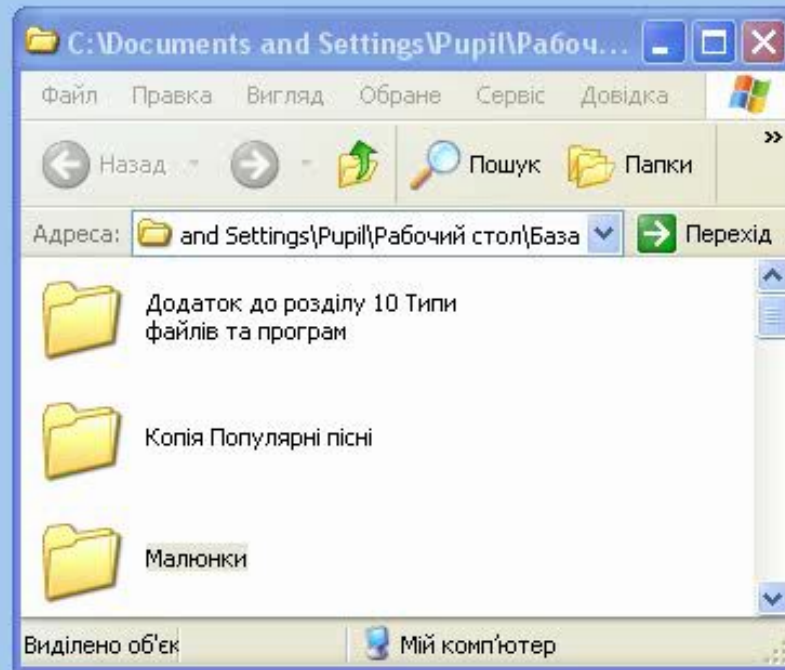 C:\Documents and Settings\Pupil\Рабоч...
Файл Правка Вигляд Обране Сервіс Довідка
Назад Пошук Папки »
Адреса: and Settings\Pupil\Рабочий стол\База Перехід
Додаток до розділу 10 Типи
файлів та програм
Копія Популярні пісні
Малюнки
Виділено об'єк Мій комп'ютер